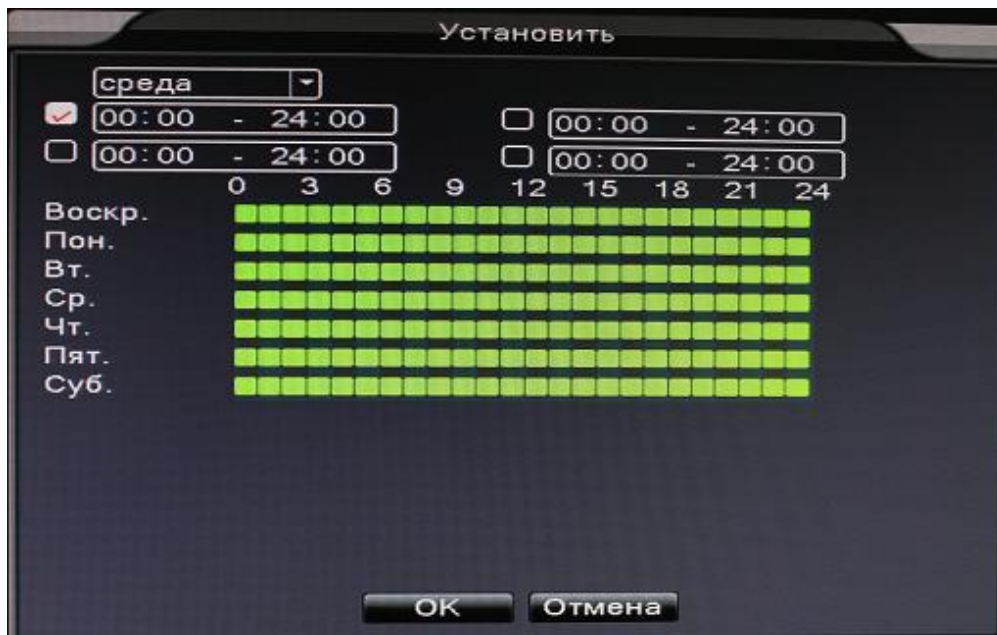 Установить
среда
00:00 - 24:00 00:00 - 24:00
00:00 - 24:00 00:00 - 24:00
0 3 6 9 12 15 18 21 24
Воскр.
Пон.
Вт.
Ср.
Чт.
Пят.
Суб.
OK Отмена